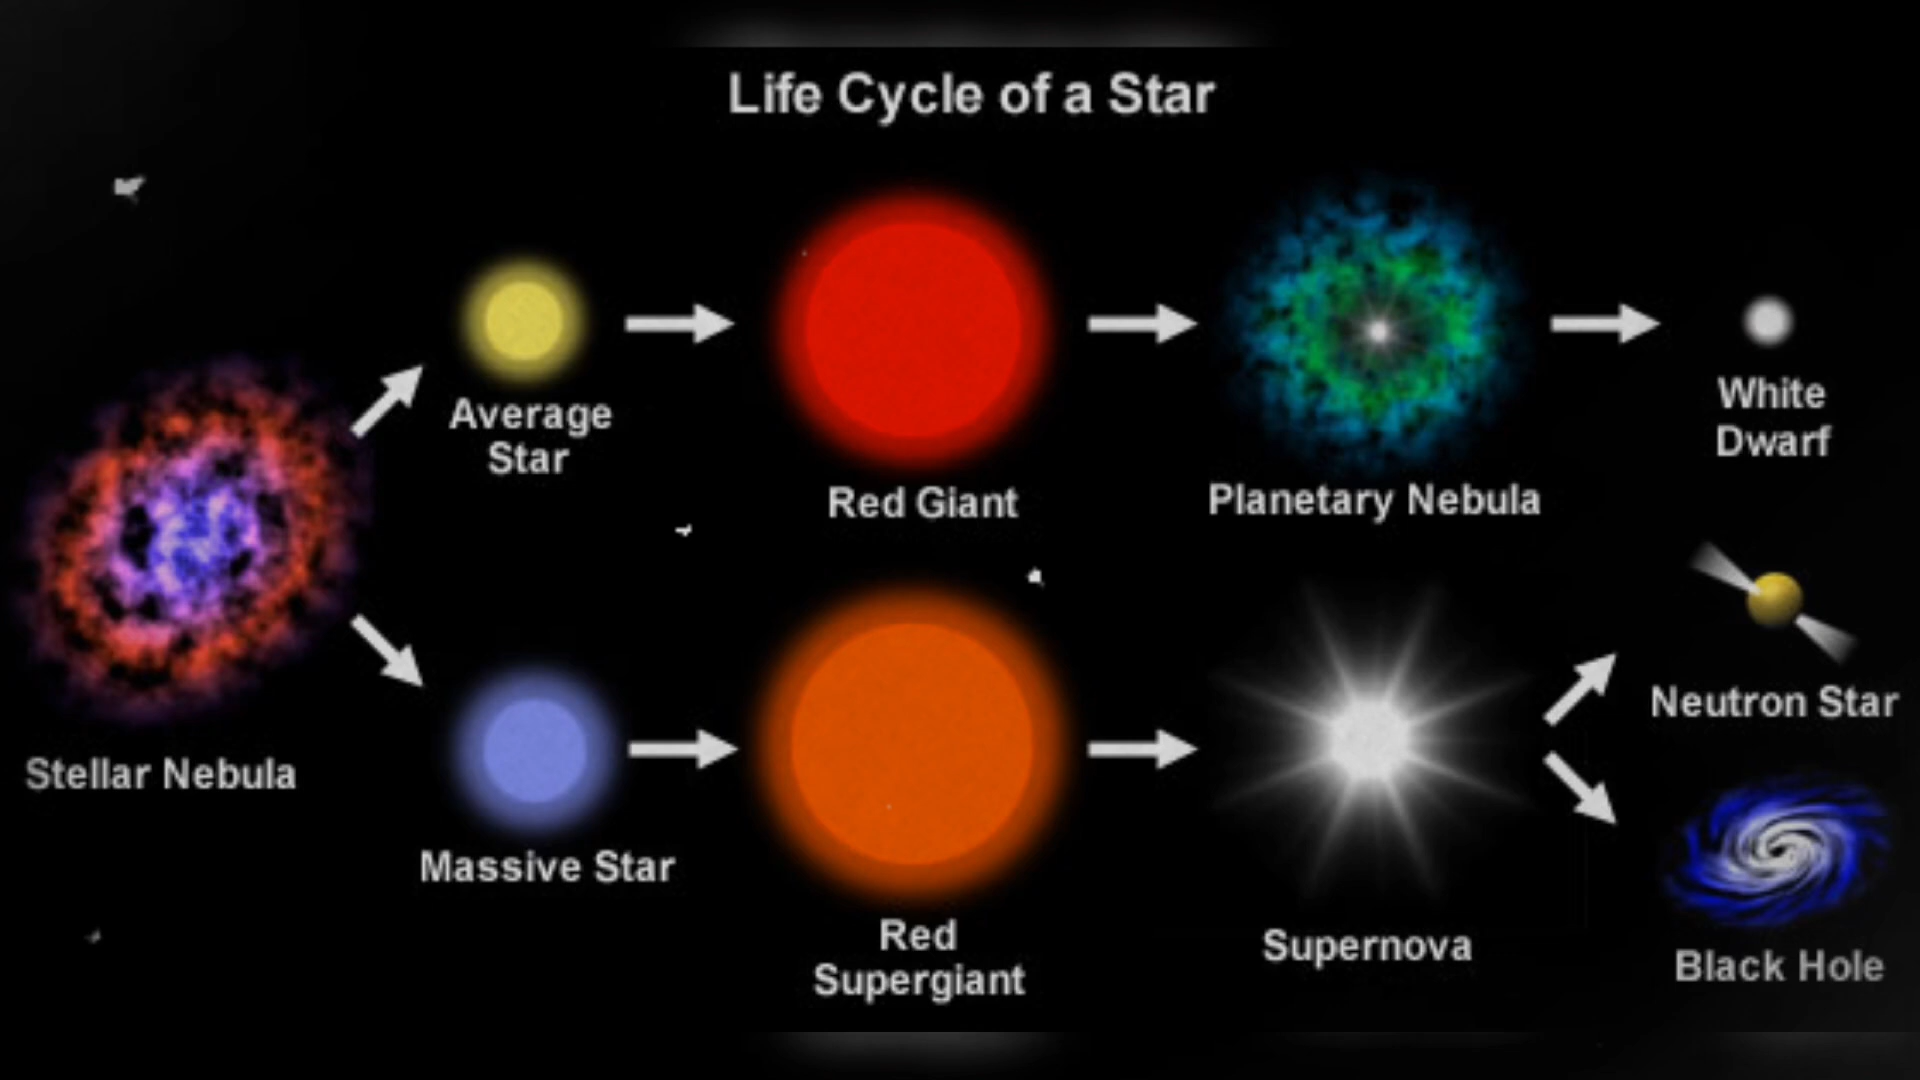 Life Cycle of a Star
Average
Star
Red Giant
Planetary Nebula
White
Dwarf
Stellar Nebula
Massive Star
Red
Supergiant
Supernova
Neutron Star
Black Hole